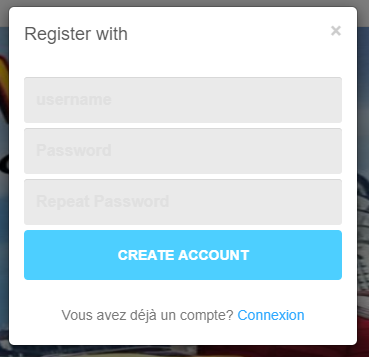 Register with
×
username
Password
Repeat Password
CREATE ACCOUNT
Vous avez déjà un compte? Connexion